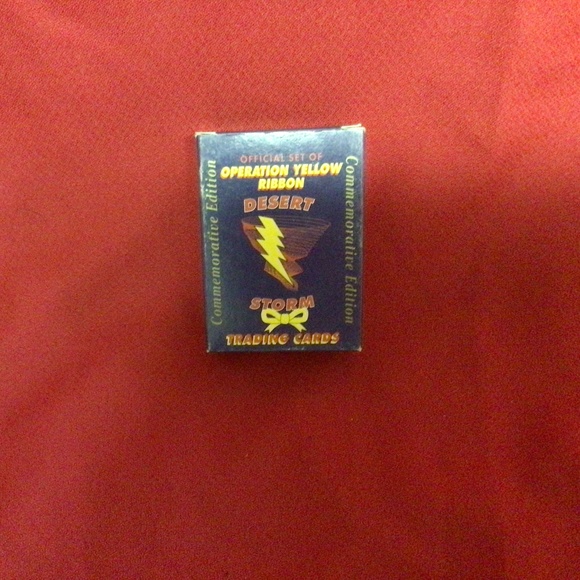 OFFICIAL SET OF
OPERATION YELLOW
RIBBON
DESERT
STORM
TRADING CARDS
Commemorative Edition
Commemorative Edition